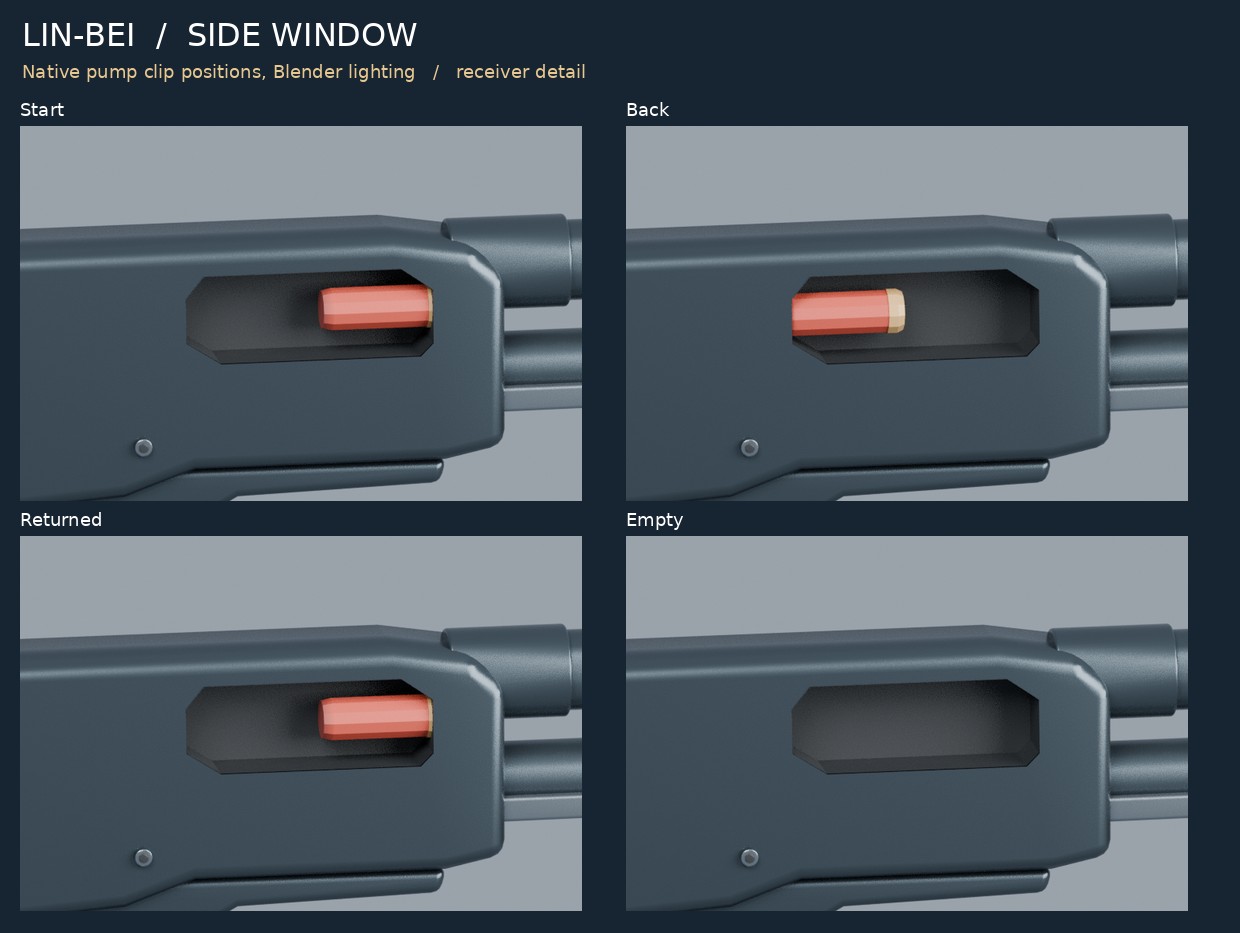 LIN-BEI / SIDE WINDOW
Native pump clip positions, Blender lighting / receiver detail
Start
Back
Returned
Empty